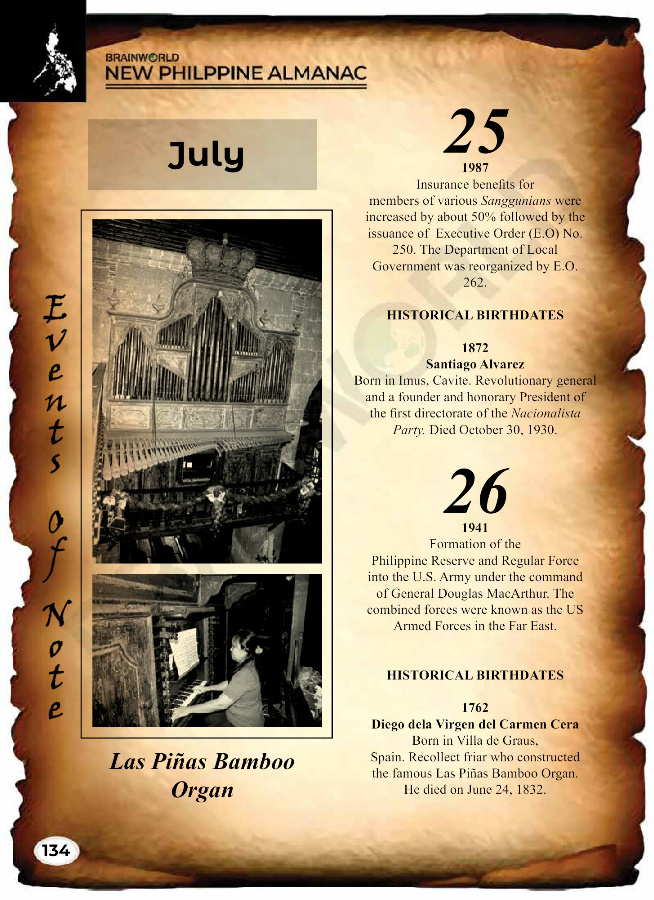 BRAINWORLD
NEW PHILPPINE ALMANAC
July
Events of Note
Las Piñas Bamboo
Organ
25
1987
Insurance benefits for
members of various Sanggunians were
increased by about 50% followed by the
issuance of Executive Order (E.O) No.
250. The Department of Local
Government was reorganized by E.O.
262.
HISTORICAL BIRTHDATES
1872
Santiago Alvarez
Born in Imus, Cavite. Revolutionary general
and a founder and honorary President of
the first directorate of the Nacionalista
Party. Died October 30, 1930.
26
1941
Formation of the
Philippine Reserve and Regular Force
into the U.S. Army under the command
of General Douglas MacArthur. The
combined forces were known as the US
Armed Forces in the Far East.
HISTORICAL BIRTHDATES
1762
Diego dela Virgen del Carmen Cera
Born in Villa de Graus,
Spain. Recollect friar who constructed
the famous Las Piñas Bamboo Organ.
He died on June 24, 1832.
134